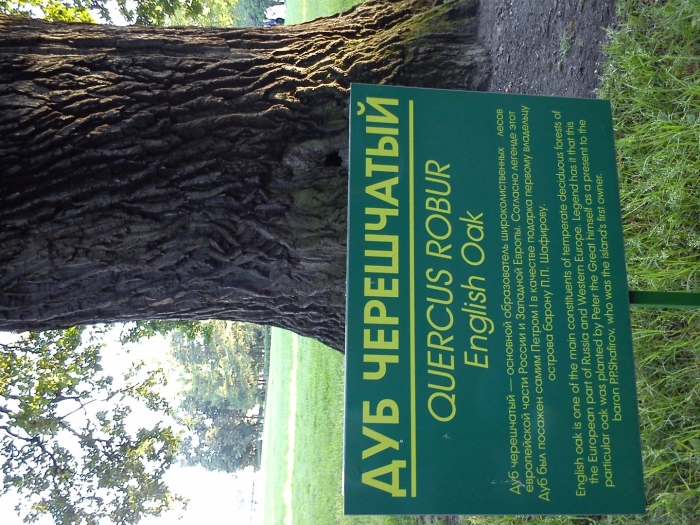 ДУБ ЧЕРЕШЧАТЫЙ
QUERCUS ROBUR
English Oak
Дуб черешчатый — основной образователь широколиственных лесов
европейской части России и Западной Европы. Согласно легенде этот
дуб был посажен самим Петром I в качестве подарка первому владельцу
острова барону П.П. Шафирову.
English oak is one of the main constituents of temperate deciduous forests of
the European part of Russia and Western Europe. Legend has it that this
particular oak was planted by Peter the Great himself as a present to the
baron P.P.Shafirov, who was the island's first owner.